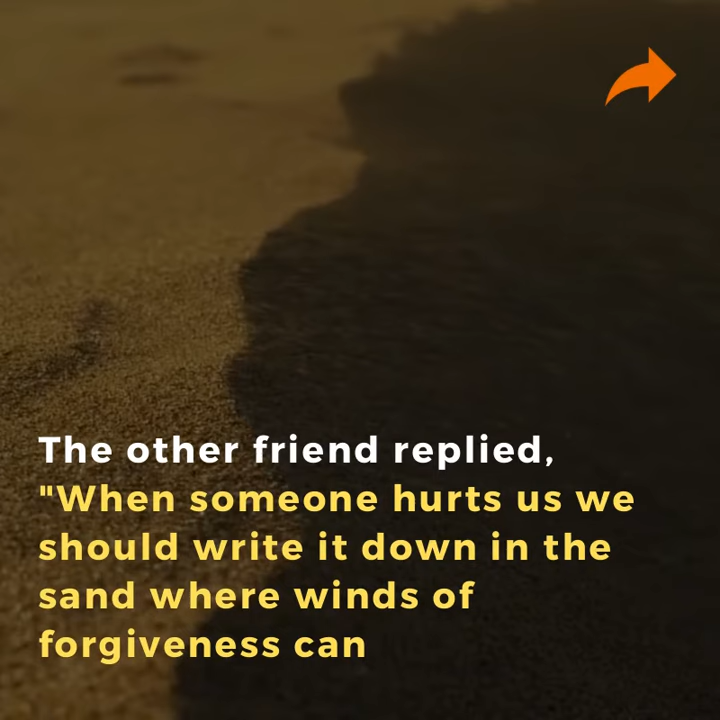 The other friend replied,
"When someone hurts us we
should write it down in the
sand where winds of
forgiveness can